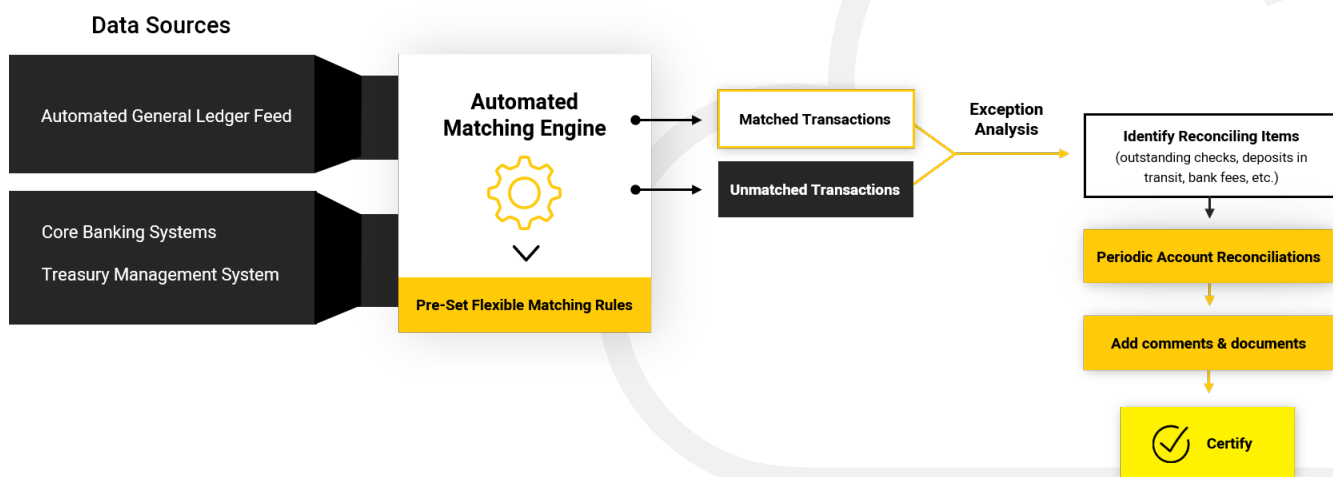 Data Sources
Automated General Ledger Feed
Core Banking Systems
Treasury Management System
Automated
Matching Engine
Pre-Set Flexible Matching Rules
Matched Transactions
Unmatched Transactions
Exception
Analysis
Identify Reconciling Items
(outstanding checks, deposits in
transit, bank fees, etc.)
Periodic Account Reconciliations
Add comments & documents
Certify